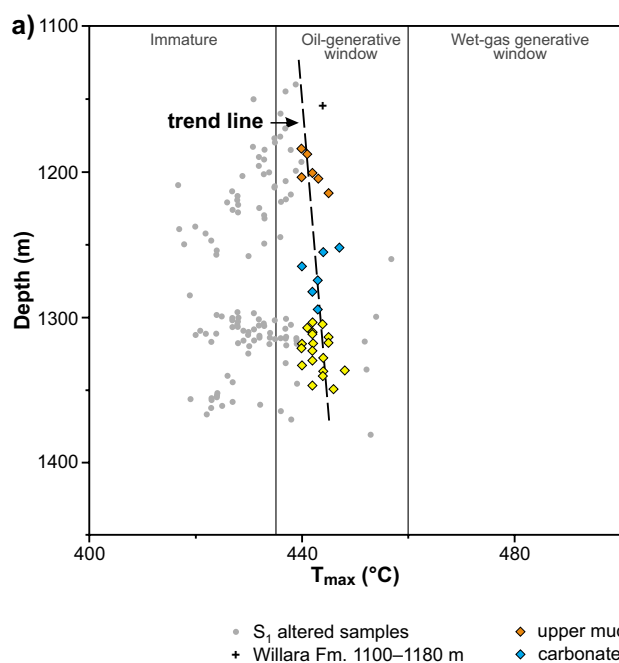 a)
1100
Immature
Oil-generative
window
Wet-gas generative
window
trend line
1200
Depth (m)
1300
1400
400
440
480
Tmax (°C)
S1 altered samples
upper mud
Willara Fm. 1100–1180 m
carbonate